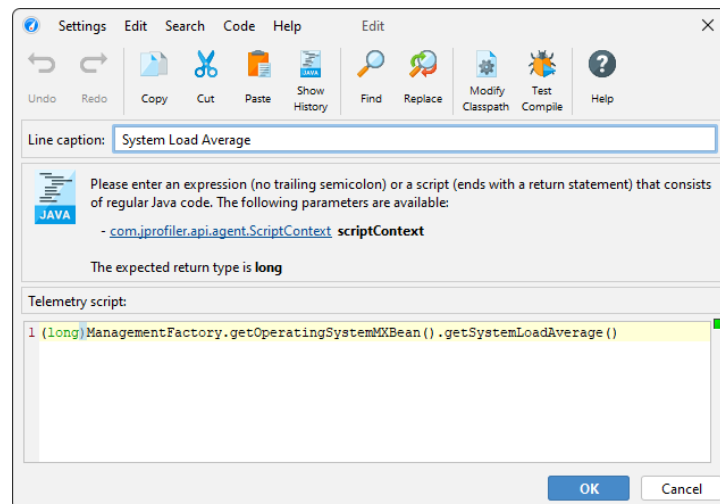 Settings Edit Search Code Help Edit
Undo Redo Copy Cut Paste Show History Find Replace Modify Classpath Test Compile Help
Line caption: System Load Average
Please enter an expression (no trailing semicolon) or a script (ends with a return statement) that consists
of regular Java code. The following parameters are available:
JAVA
- com.jprofiler.api.agent.ScriptContext scriptContext
The expected return type is long
Telemetry script:
1 (long)ManagementFactory.getOperatingSystemMXBean().getSystemLoadAverage()
OK Cancel